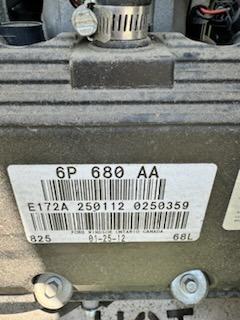 6P 680 AA
E172A 250112 0250359
FORD WINDSOR ONTARIO CANADA
825 01-25-12 68L